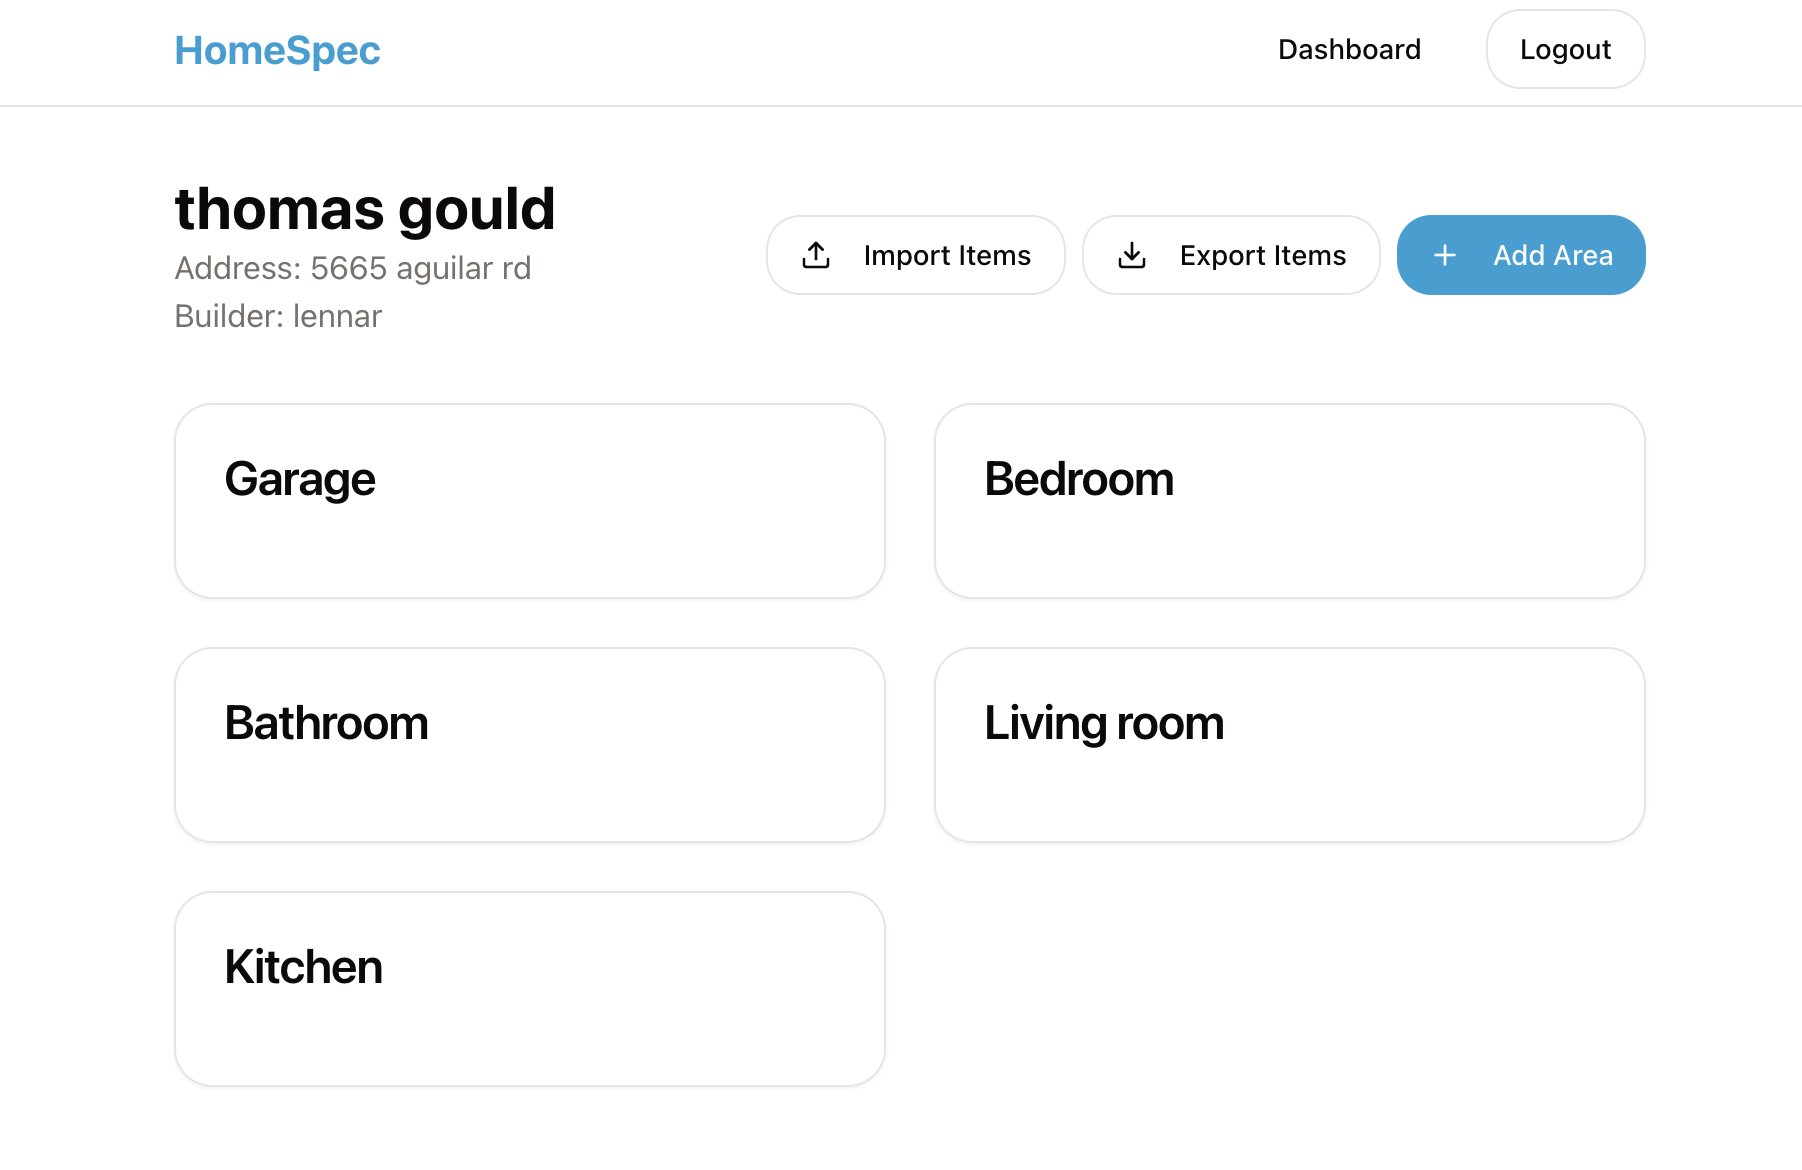 HomeSpec
Dashboard
Logout
thomas gould
Address: 5665 aguilar rd
Builder: lennar
Import Items
Export Items
Add Area
Garage
Bedroom
Bathroom
Living room
Kitchen